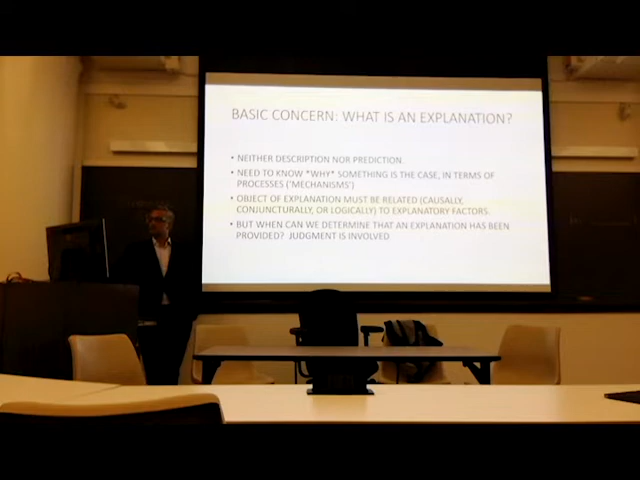 BASIC CONCERN: WHAT IS AN EXPLANATION?
• NEITHER DESCRIPTION NOR PREDICTION.
• NEED TO KNOW *WHY* SOMETHING IS THE CASE, IN TERMS OF
PROCESSES ('MECHANISMS')
• OBJECT OF EXPLANATION MUST BE RELATED (CAUSALLY,
CONJUNCTURALLY, OR LOGICALLY) TO EXPLANATORY FACTORS.
• BUT WHEN CAN WE DETERMINE THAT AN EXPLANATION HAS BEEN
PROVIDED? JUDGMENT IS INVOLVED